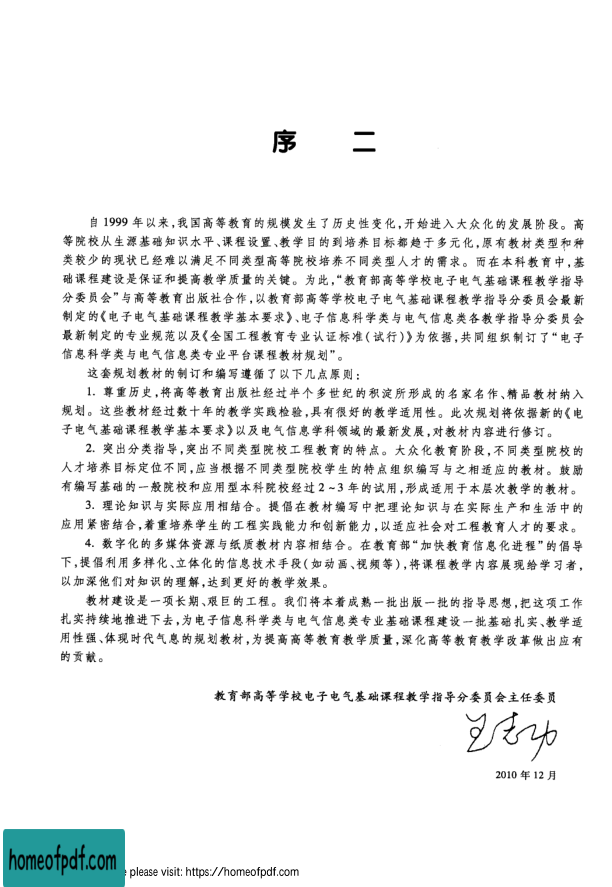 序 二
自 1999 年以来,我国高等教育的规模发生了历史性变化,开始进入大众化的发展阶段。高
等院校从生源基础知识水平、课程设置、教学目的到培养目标都趋于多元化,原有教材类型和种
类较少的现状已经难以满足不同类型高等院校培养不同类型人才的需求。而在本科教育中,基
础课程建设是保证和提高教学质量的关键。为此,“教育部高等学校电子电气基础课程教学指导
分委员会”与高等教育出版社合作,以教育部高等学校电子电气基础课程教学指导分委员会最新
制定的《电子电气基础课程教学基本要求》、电子信息科学类与电气信息类各教学指导分委员会
最新制定的专业规范以及《全国工程教育专业认证标准(试行)》为依据,共同组织制订了“电子
信息科学类与电气信息类专业平台课程教材规划”。
这套规划教材的制订和编写遵循了以下几点原则:
1. 尊重历史,将高等教育出版社经过半个多世纪的积淀所形成的名家名作、精品教材纳入
规划。这些教材经过数十年的教学实践检验,具有很好的教学适用性。此次规划将依据新的《电
子电气基础课程教学基本要求》以及电气信息学科领域的最新发展,对教材内容进行修订。
2. 突出分类指导,突出不同类型院校工程教育的特点。大众化教育阶段,不同类型院校的
人才培养目标定位不同,应当根据不同类型院校学生的特点组织编写与之相适应的教材。鼓励
有编写基础的一般院校和应用型本科院校经过 2~3 年的试用,形成适用于本层次教学的教材。
3. 理论知识与实际应用相结合。提倡在教材编写中把理论知识与在实际生产和生活中的
应用紧密结合,着重培养学生的工程实践能力和创新能力,以适应社会对工程教育人才的要求。
4. 数字化的多媒体资源与纸质教材内容相结合。在教育部“加快教育信息化进程”的倡导
下,提倡利用多样化、立体化的信息技术手段(如动画、视频等),将课程教学内容展现给学习者,
以加深他们对知识的理解,达到更好的教学效果。
教材建设是一项长期、艰巨的工程。我们将本着成熟一批出版一批的指导思想,把这项工作
扎实持续地推进下去,为电子信息科学类与电气信息类专业基础课程建设一批基础扎实、教学适
用性强、体现时代气息的规划教材,为提高高等教育教学质量,深化高等教育教学改革做出应有
的贡献。
教育部高等学校电子电气基础课程教学指导分委员会主任委员
王志功
2010 年 12 月
homeofpdf.com
please visit: https://homeofpdf.com